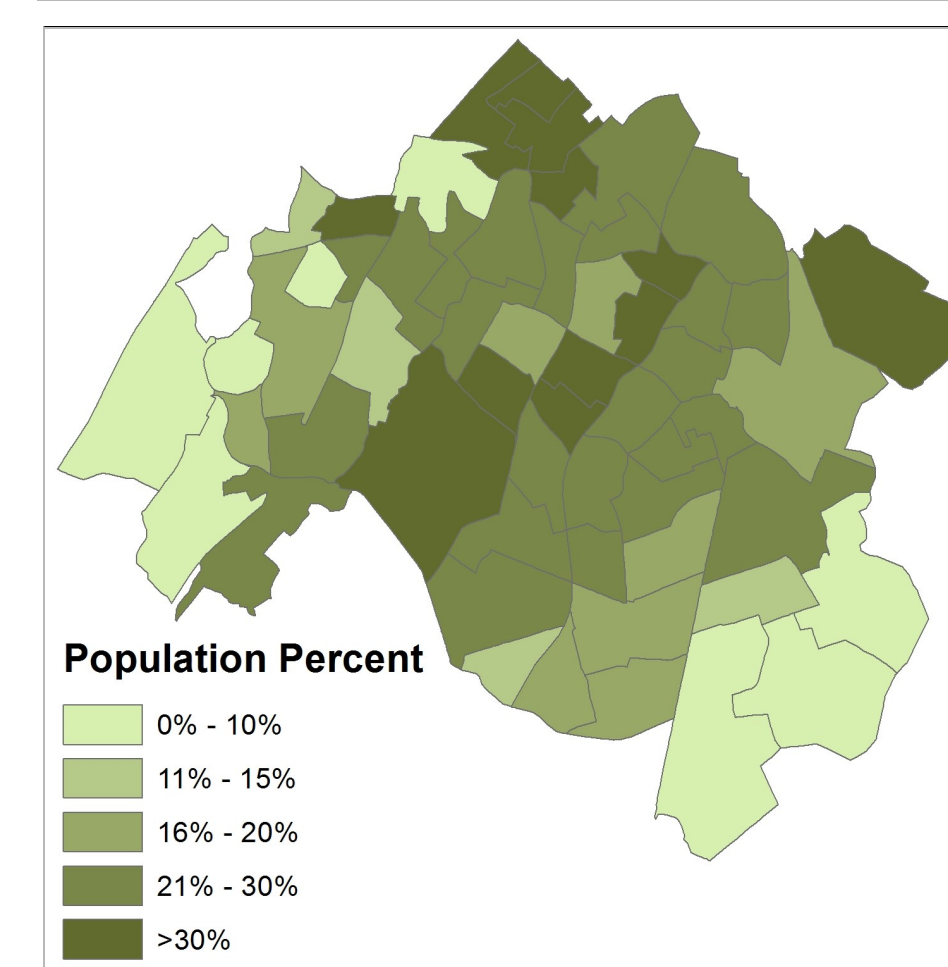 Population Percent
0% - 10%
11% - 15%
16% - 20%
21% - 30%
>30%